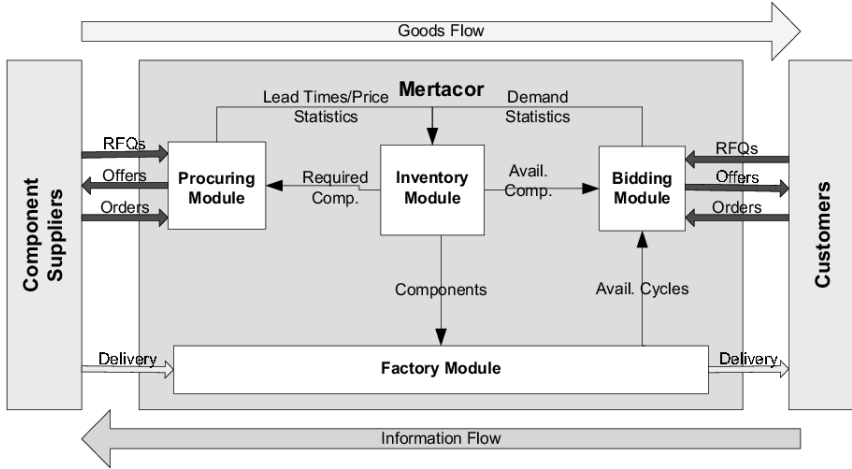 Goods Flow
Mertacor
Lead Times/Price
Statistics
Demand
Statistics
RFQs
Offers
Orders
Procuring
Module
Required
Comp.
Inventory
Module
Avail.
Comp.
Bidding
Module
RFQs
Offers
Orders
Component
Suppliers
Customers
Components
Avail. Cycles
Delivery
Factory Module
Delivery
Information Flow